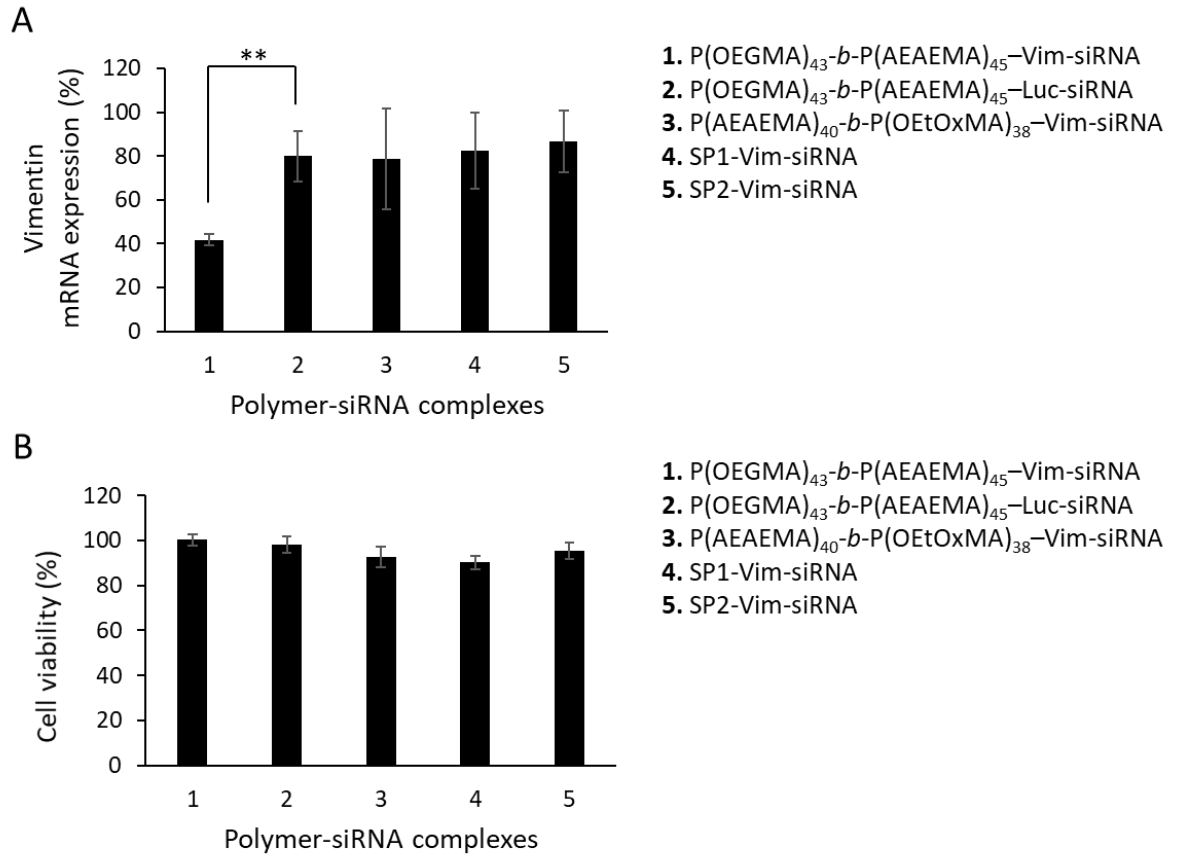 A
**
Vimentin
mRNA expression (%)
120
100
80
60
40
20
0
1 2 3 4 5
Polymer-siRNA complexes
1. P(OEGMA)₄₃-b-P(AEAEMA)₄₅–Vim-siRNA
2. P(OEGMA)₄₃-b-P(AEAEMA)₄₅–Luc-siRNA
3. P(AEAEMA)₄₀-b-P(OEtOxMA)₃₈–Vim-siRNA
4. SP1-Vim-siRNA
5. SP2-Vim-siRNA
B
Cell viability (%)
120
100
80
60
40
20
0
1 2 3 4 5
Polymer-siRNA complexes
1. P(OEGMA)₄₃-b-P(AEAEMA)₄₅–Vim-siRNA
2. P(OEGMA)₄₃-b-P(AEAEMA)₄₅–Luc-siRNA
3. P(AEAEMA)₄₀-b-P(OEtOxMA)₃₈–Vim-siRNA
4. SP1-Vim-siRNA
5. SP2-Vim-siRNA